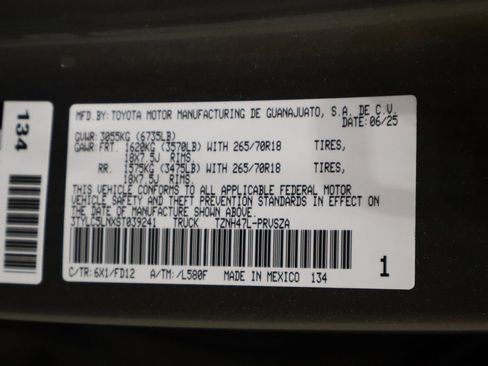 134
MFD.BY: TOYOTA MOTOR MANUFACTURING DE GUANAJUATO, S.A. DE C.V.
DATE: 06/25
GVWR: 3055KG (6735LB)
GAWR: FRT. 1620KG (3570LB) WITH 265/70R18 TIRES,
18X7.5J RIMS
RR. 1575KG (3475LB) WITH 265/70R18 TIRES,
18X7.5J RIMS
THIS VEHICLE CONFORMS TO ALL APPLICABLE FEDERAL MOTOR
VEHICLE SAFETY AND THEFT PREVENTION STANDARDS IN EFFECT ON
THE DATE OF MANUFACTURE SHOWN ABOVE.
TRUCK TZNH47L-PRVSZA
1
C/TR: 6X1/FD12 A/TM: /L580F MADE IN MEXICO 134